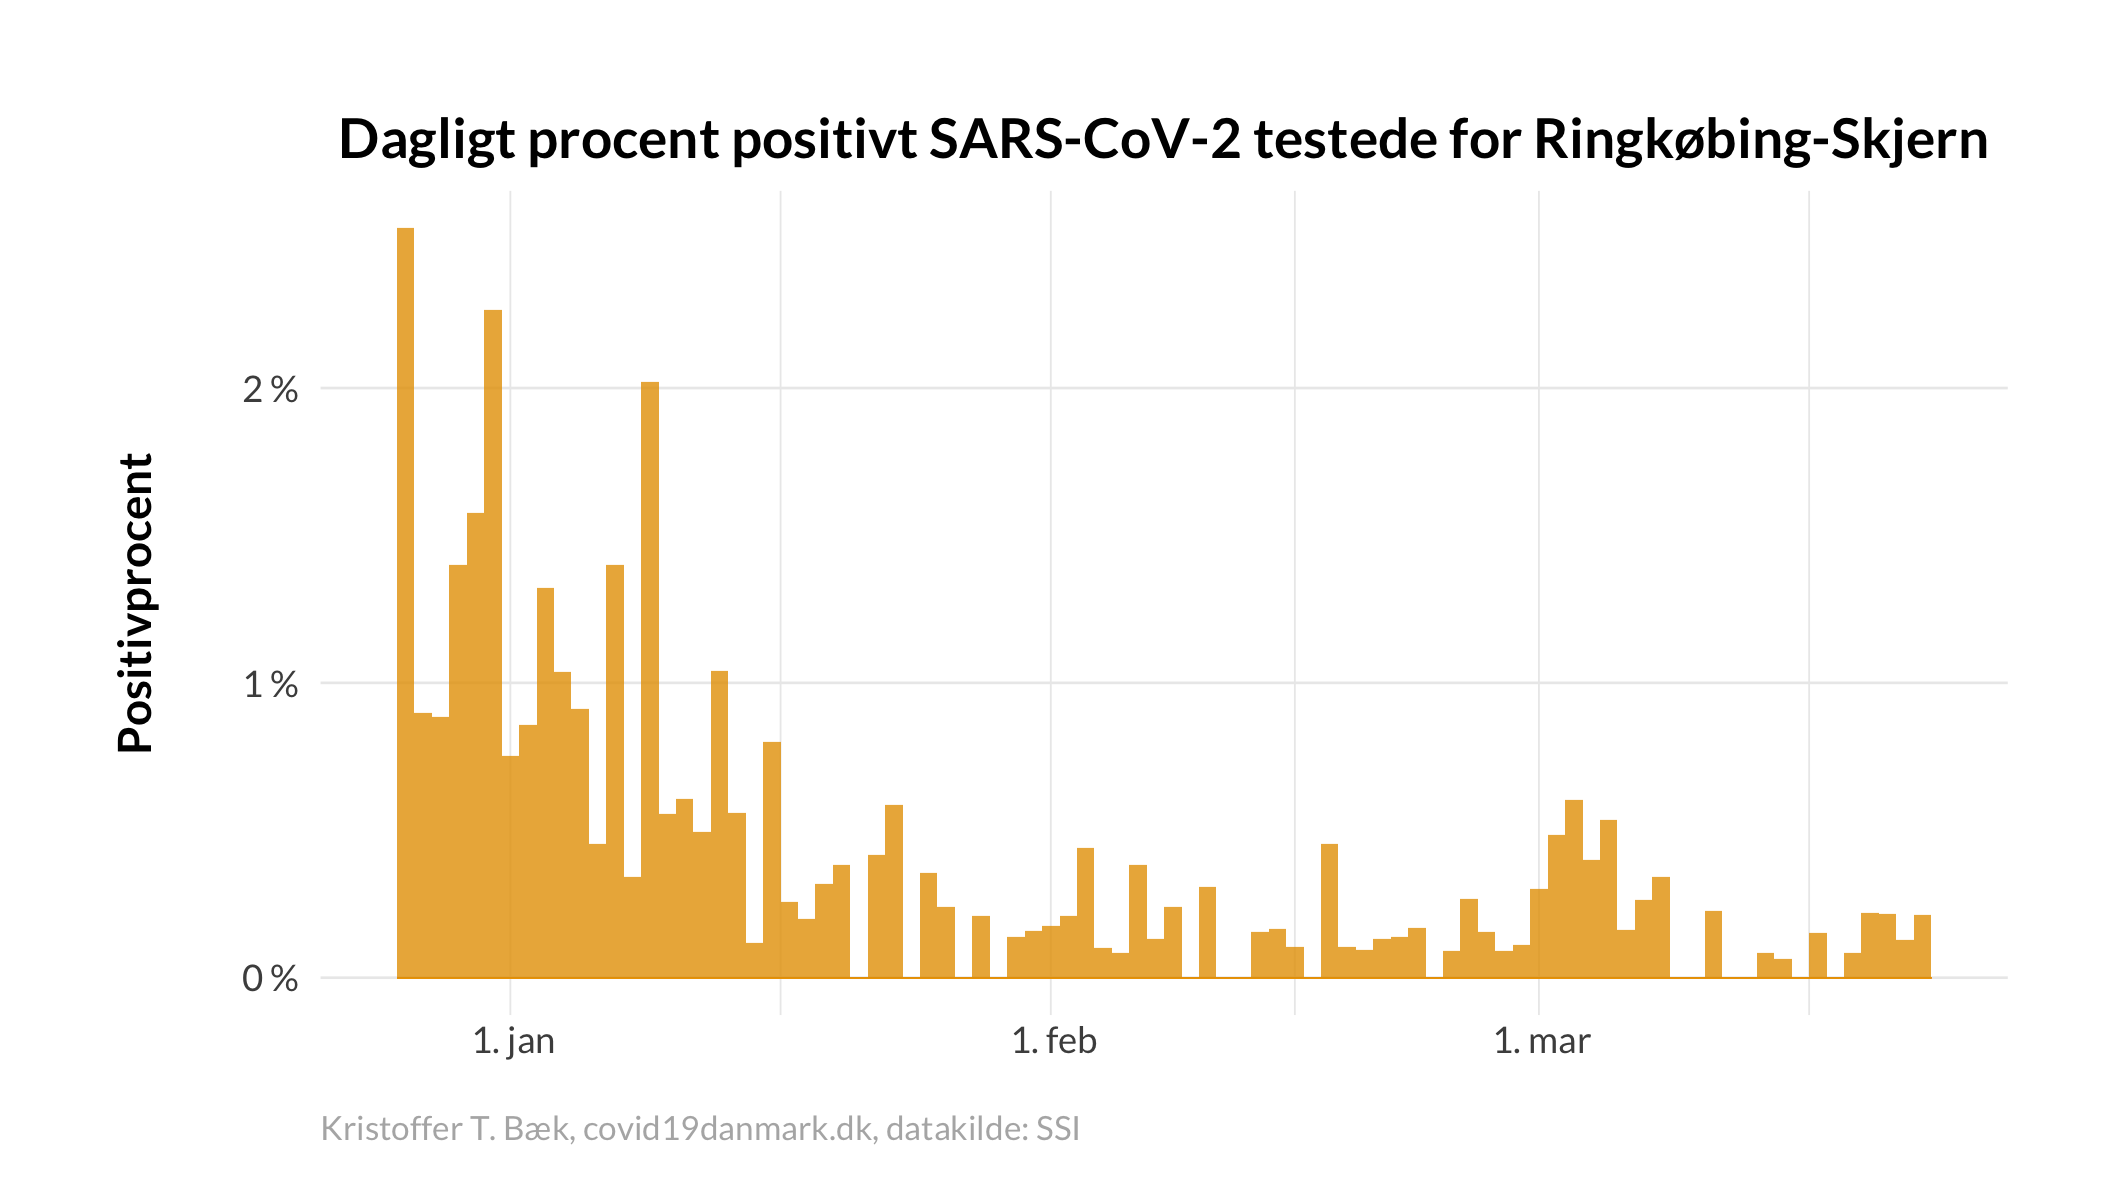 Dagligt procent positivt SARS-CoV-2 testede for Ringkøbing-Skjern
Positivprocent
2 %
1 %
0 %
1. jan
1. feb
1. mar
Kristoffer T. Bæk, covid19danmark.dk, datakilde: SSI